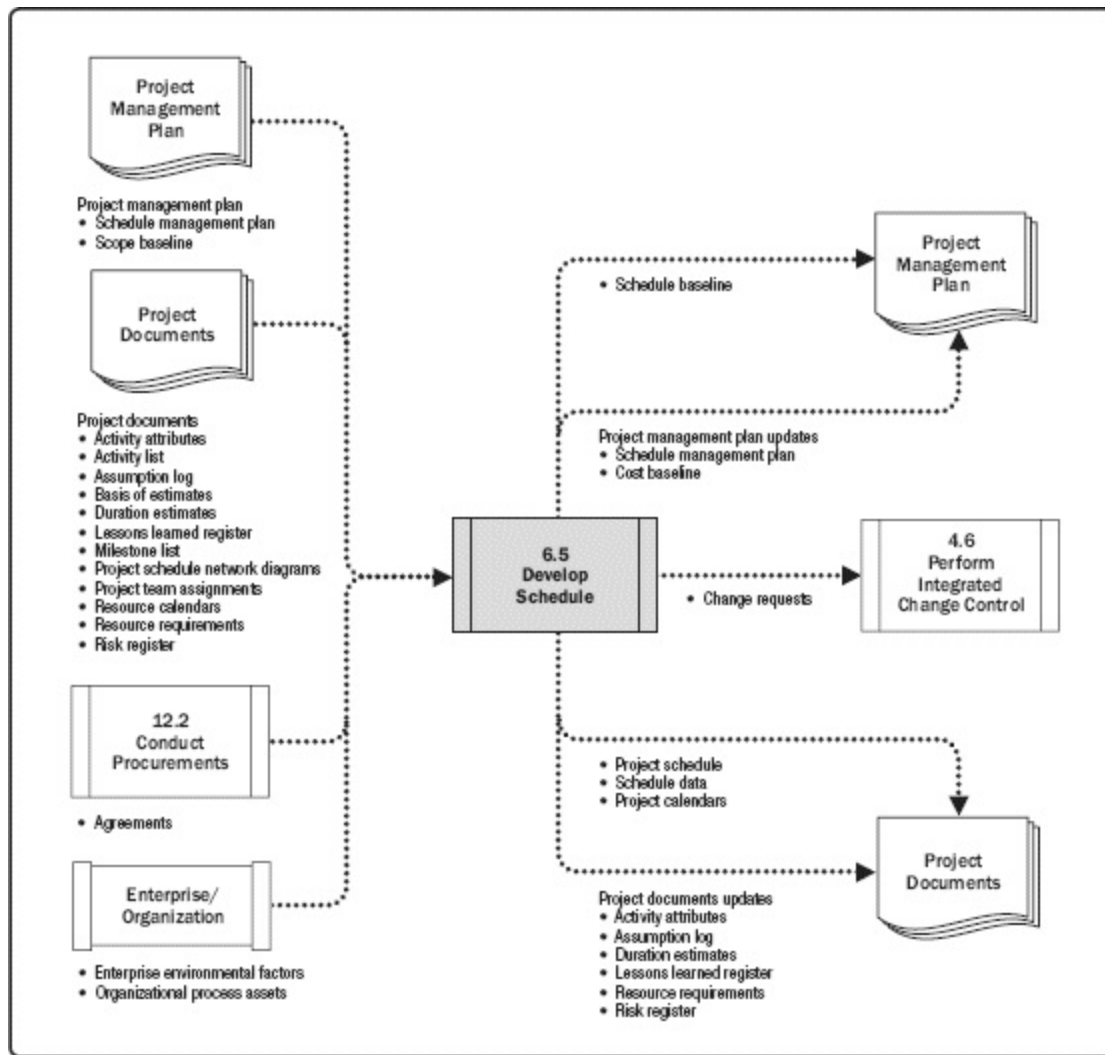 Project
Management
Plan
Project management plan
• Schedule management plan
• Scope baseline
Project
Documents
Project documents
• Activity attributes
• Activity list
• Assumption log
• Basis of estimates
• Duration estimates
• Lessons learned register
• Milestone list
• Project schedule network diagrams
• Project team assignments
• Resource calendars
• Resource requirements
• Risk register
12.2
Conduct
Procurements
• Agreements
Enterprise/
Organization
• Enterprise environmental factors
• Organizational process assets
6.5
Develop
Schedule
• Schedule baseline
Project
Management
Plan
Project management plan updates
• Schedule management plan
• Cost baseline
• Change requests
4.6
Perform
Integrated
Change Control
• Project schedule
• Schedule data
• Project calendars
Project
Documents
Project documents updates
• Activity attributes
• Assumption log
• Duration estimates
• Lessons learned register
• Resource requirements
• Risk register